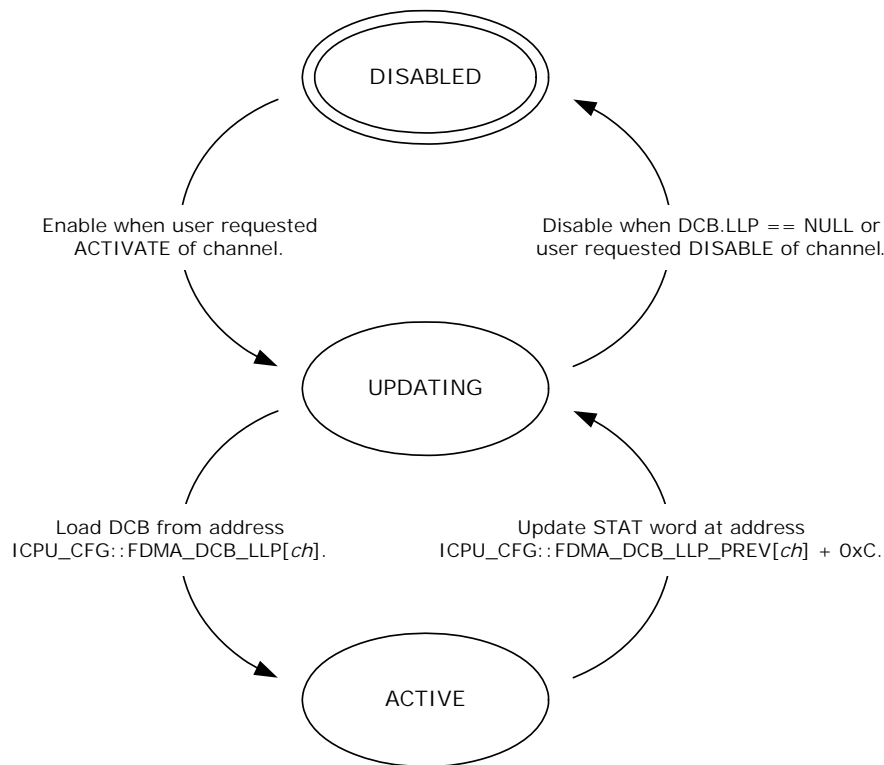 DISABLED
Enable when user requested
ACTIVATE of channel.
Disable when DCB.LLP == NULL or
user requested DISABLE of channel.
UPDATING
Load DCB from address
ICPU_CFG::FDMA_DCB_LLP[ch].
Update STAT word at address
ICPU_CFG::FDMA_DCB_LLP_PREV[ch] + 0xC.
ACTIVE